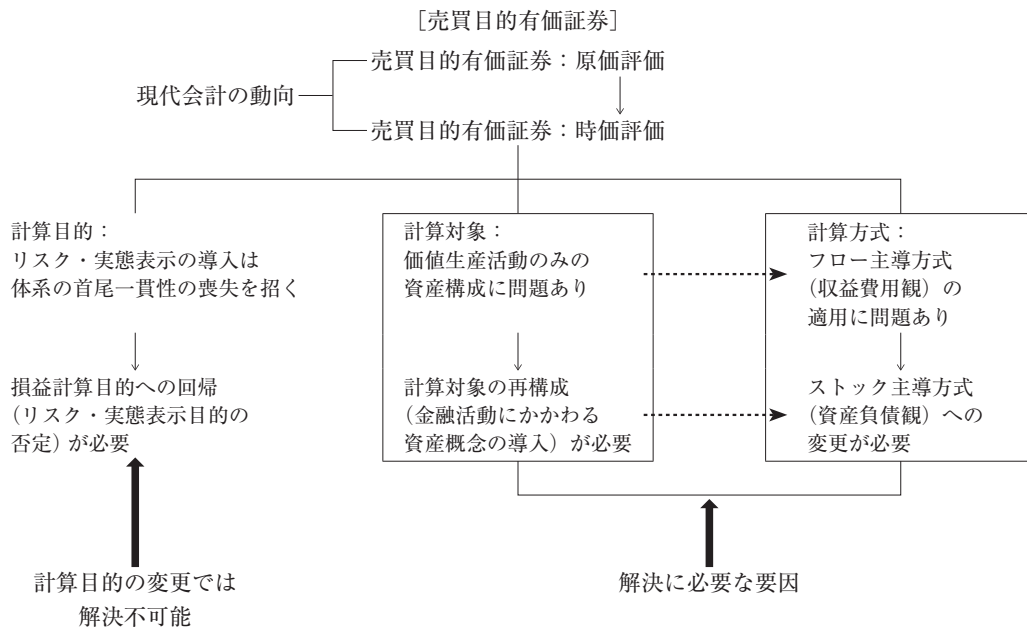 ［売買目的有価証券］
売買目的有価証券：原価評価
現代会計の動向
売買目的有価証券：時価評価
計算目的：
リスク・実態表示の導入は
体系の首尾一貫性の喪失を招く
損益計算目的への回帰
（リスク・実態表示目的の
否定）が必要
計算目的の変更では
解決不可能
計算対象：
価値生産活動のみの
資産構成に問題あり
計算対象の再構成
（金融活動にかかわる
資産概念の導入）が必要
計算方式：
フロー主導方式
（収益費用観）の
適用に問題あり
ストック主導方式
（資産負債観）への
変更が必要
解決に必要な要因